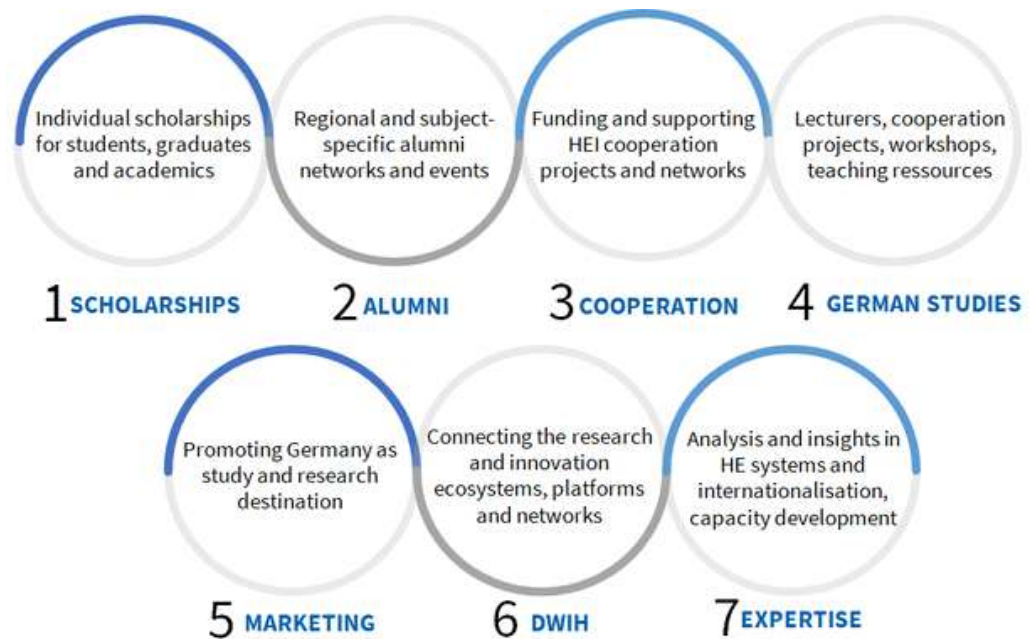 Individual scholarships
for students, graduates
and academics
Regional and subject-
specific alumni
networks and events
Funding and supporting
HEI cooperation
projects and networks
Lecturers, cooperation
projects, workshops,
teaching ressources
1 SCHOLARSHIPS
2 ALUMNI
3 COOPERATION
4 GERMAN STUDIES
Promoting Germany as
study and research
destination
Connecting the research
and innovation
ecosystems, platforms
and networks
Analysis and insights in
HE systems and
internationalisation,
capacity development
5 MARKETING
6 DWIH
7 EXPERTISE